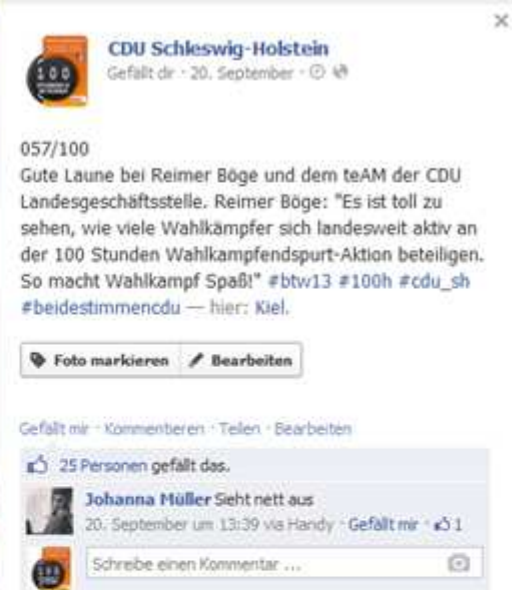 CDU Schleswig-Holstein
Gefällt dir · 20. September ·
057/100
Gute Laune bei Reimer Böge und dem teAM der CDU
Landesgeschäftsstelle. Reimer Böge: "Es ist toll zu
sehen, wie viele Wahlkämpfer sich landesweit aktiv an
der 100 Stunden Wahlkampfendspurt-Aktion beteiligen.
So macht Wahlkampf Spaß!" #btw13 #100h #cdu_sh
#beidestimmencdu — hier: Kiel.
Foto markieren Bearbeiten
Gefällt mir · Kommentieren · Teilen · Bearbeiten
25 Personen gefällt das.
Johanna Müller Sieht nett aus
20. September um 13:39 via Handy · Gefällt mir · 1
Schreibe einen Kommentar ...
100